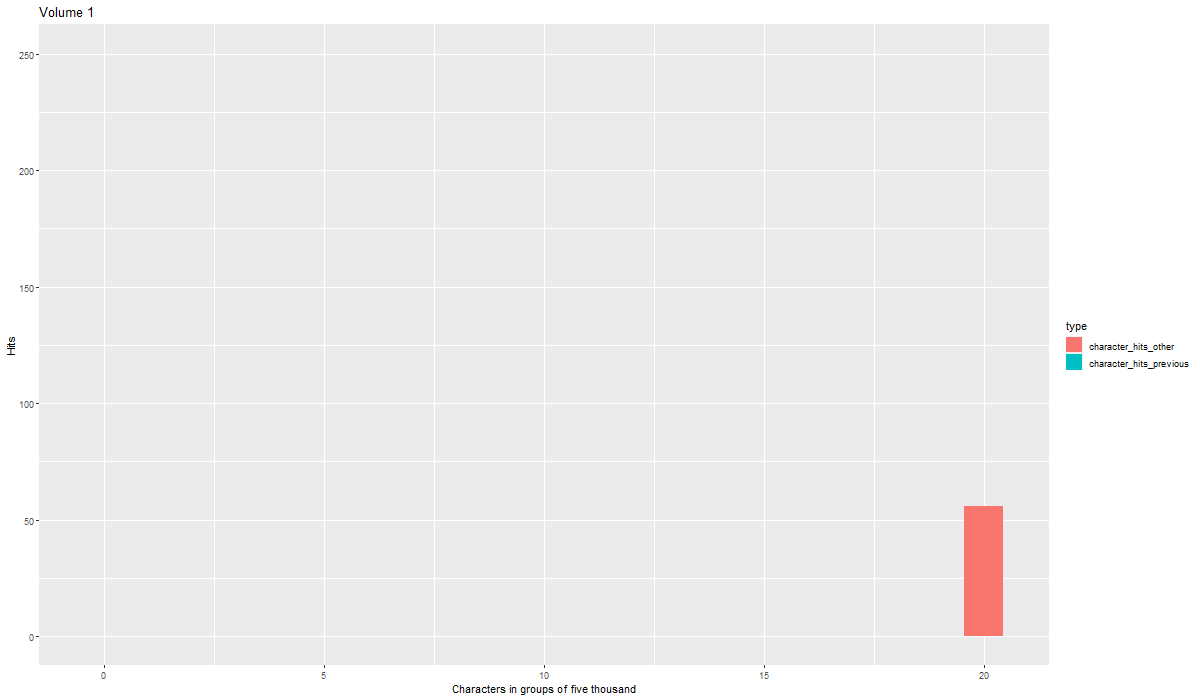 Volume 1
250
200
150
100
50
0
Hits
0 5 10 15 20
Characters in groups of five thousand
type
character_hits_other
character_hits_previous